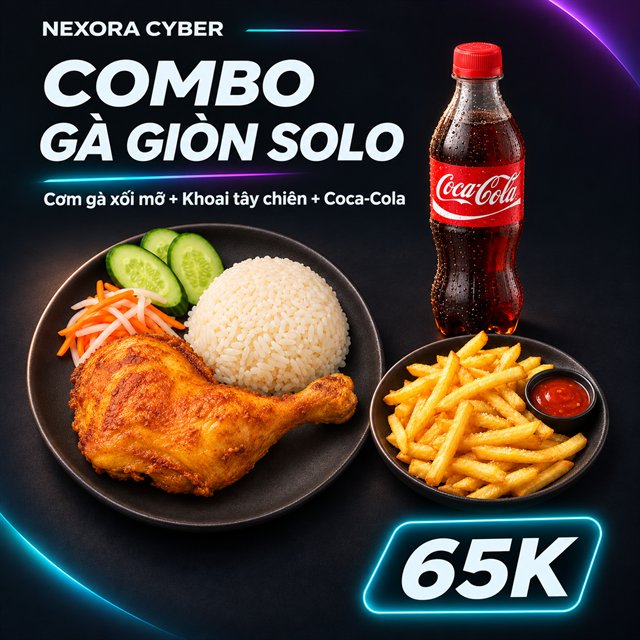 NEXORA CYBER
COMBO
GÀ GIÒN SOLO
Cơm gà xối mỡ + Khoai tây chiên + Coca-Cola
Coca-Cola
65K